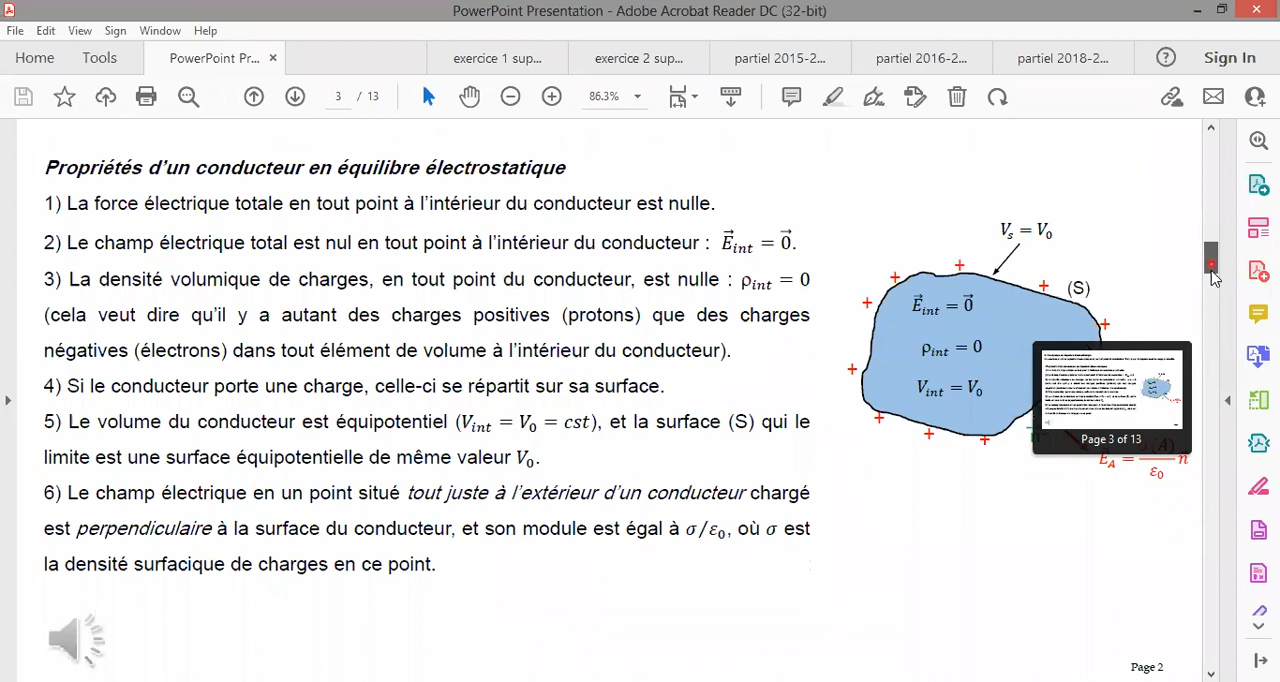 PowerPoint Presentation - Adobe Acrobat Reader DC (32-bit)
File Edit View Sign Window Help
Home Tools PowerPoint Pr... × exercice 1 sup... exercice 2 sup... partiel 2015-2... partiel 2016-2... partiel 2018-2... Sign In
3 / 13 86.3%
Propriétés d'un conducteur en équilibre électrostatique
1) La force électrique totale en tout point à l'intérieur du conducteur est nulle.
2) Le champ électrique total est nul en tout point à l'intérieur du conducteur : E⃗int = 0⃗.
3) La densité volumique de charges, en tout point du conducteur, est nulle : ρint = 0
(cela veut dire qu'il y a autant des charges positives (protons) que des charges
négatives (électrons) dans tout élément de volume à l'intérieur du conducteur).
4) Si le conducteur porte une charge, celle-ci se répartit sur sa surface.
5) Le volume du conducteur est équipotentiel (Vint = V0 = cst), et la surface (S) qui le
limite est une surface équipotentielle de même valeur V0.
6) Le champ électrique en un point situé tout juste à l'extérieur d'un conducteur chargé
est perpendiculaire à la surface du conducteur, et son module est égal à σ/ε0, où σ est
la densité surfacique de charges en ce point.
Vs = V0
(S)
E⃗int = 0⃗
ρint = 0
Vint = V0
Page 3 of 13
E⃗A = σ(A)/ε0 n⃗
Page 2